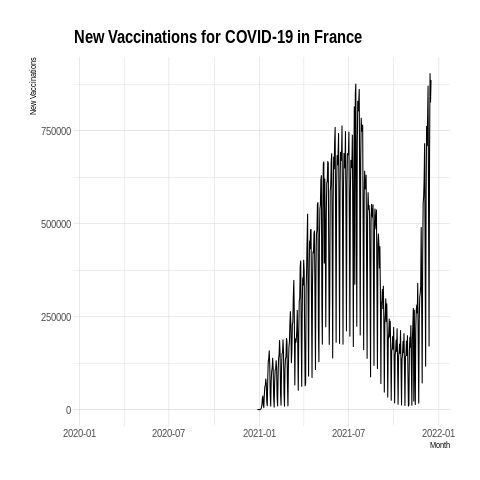 New Vaccinations for COVID-19 in France
New Vaccinations
750000
500000
250000
0
2020-01 2020-07 2021-01 2021-07 2022-01
Month